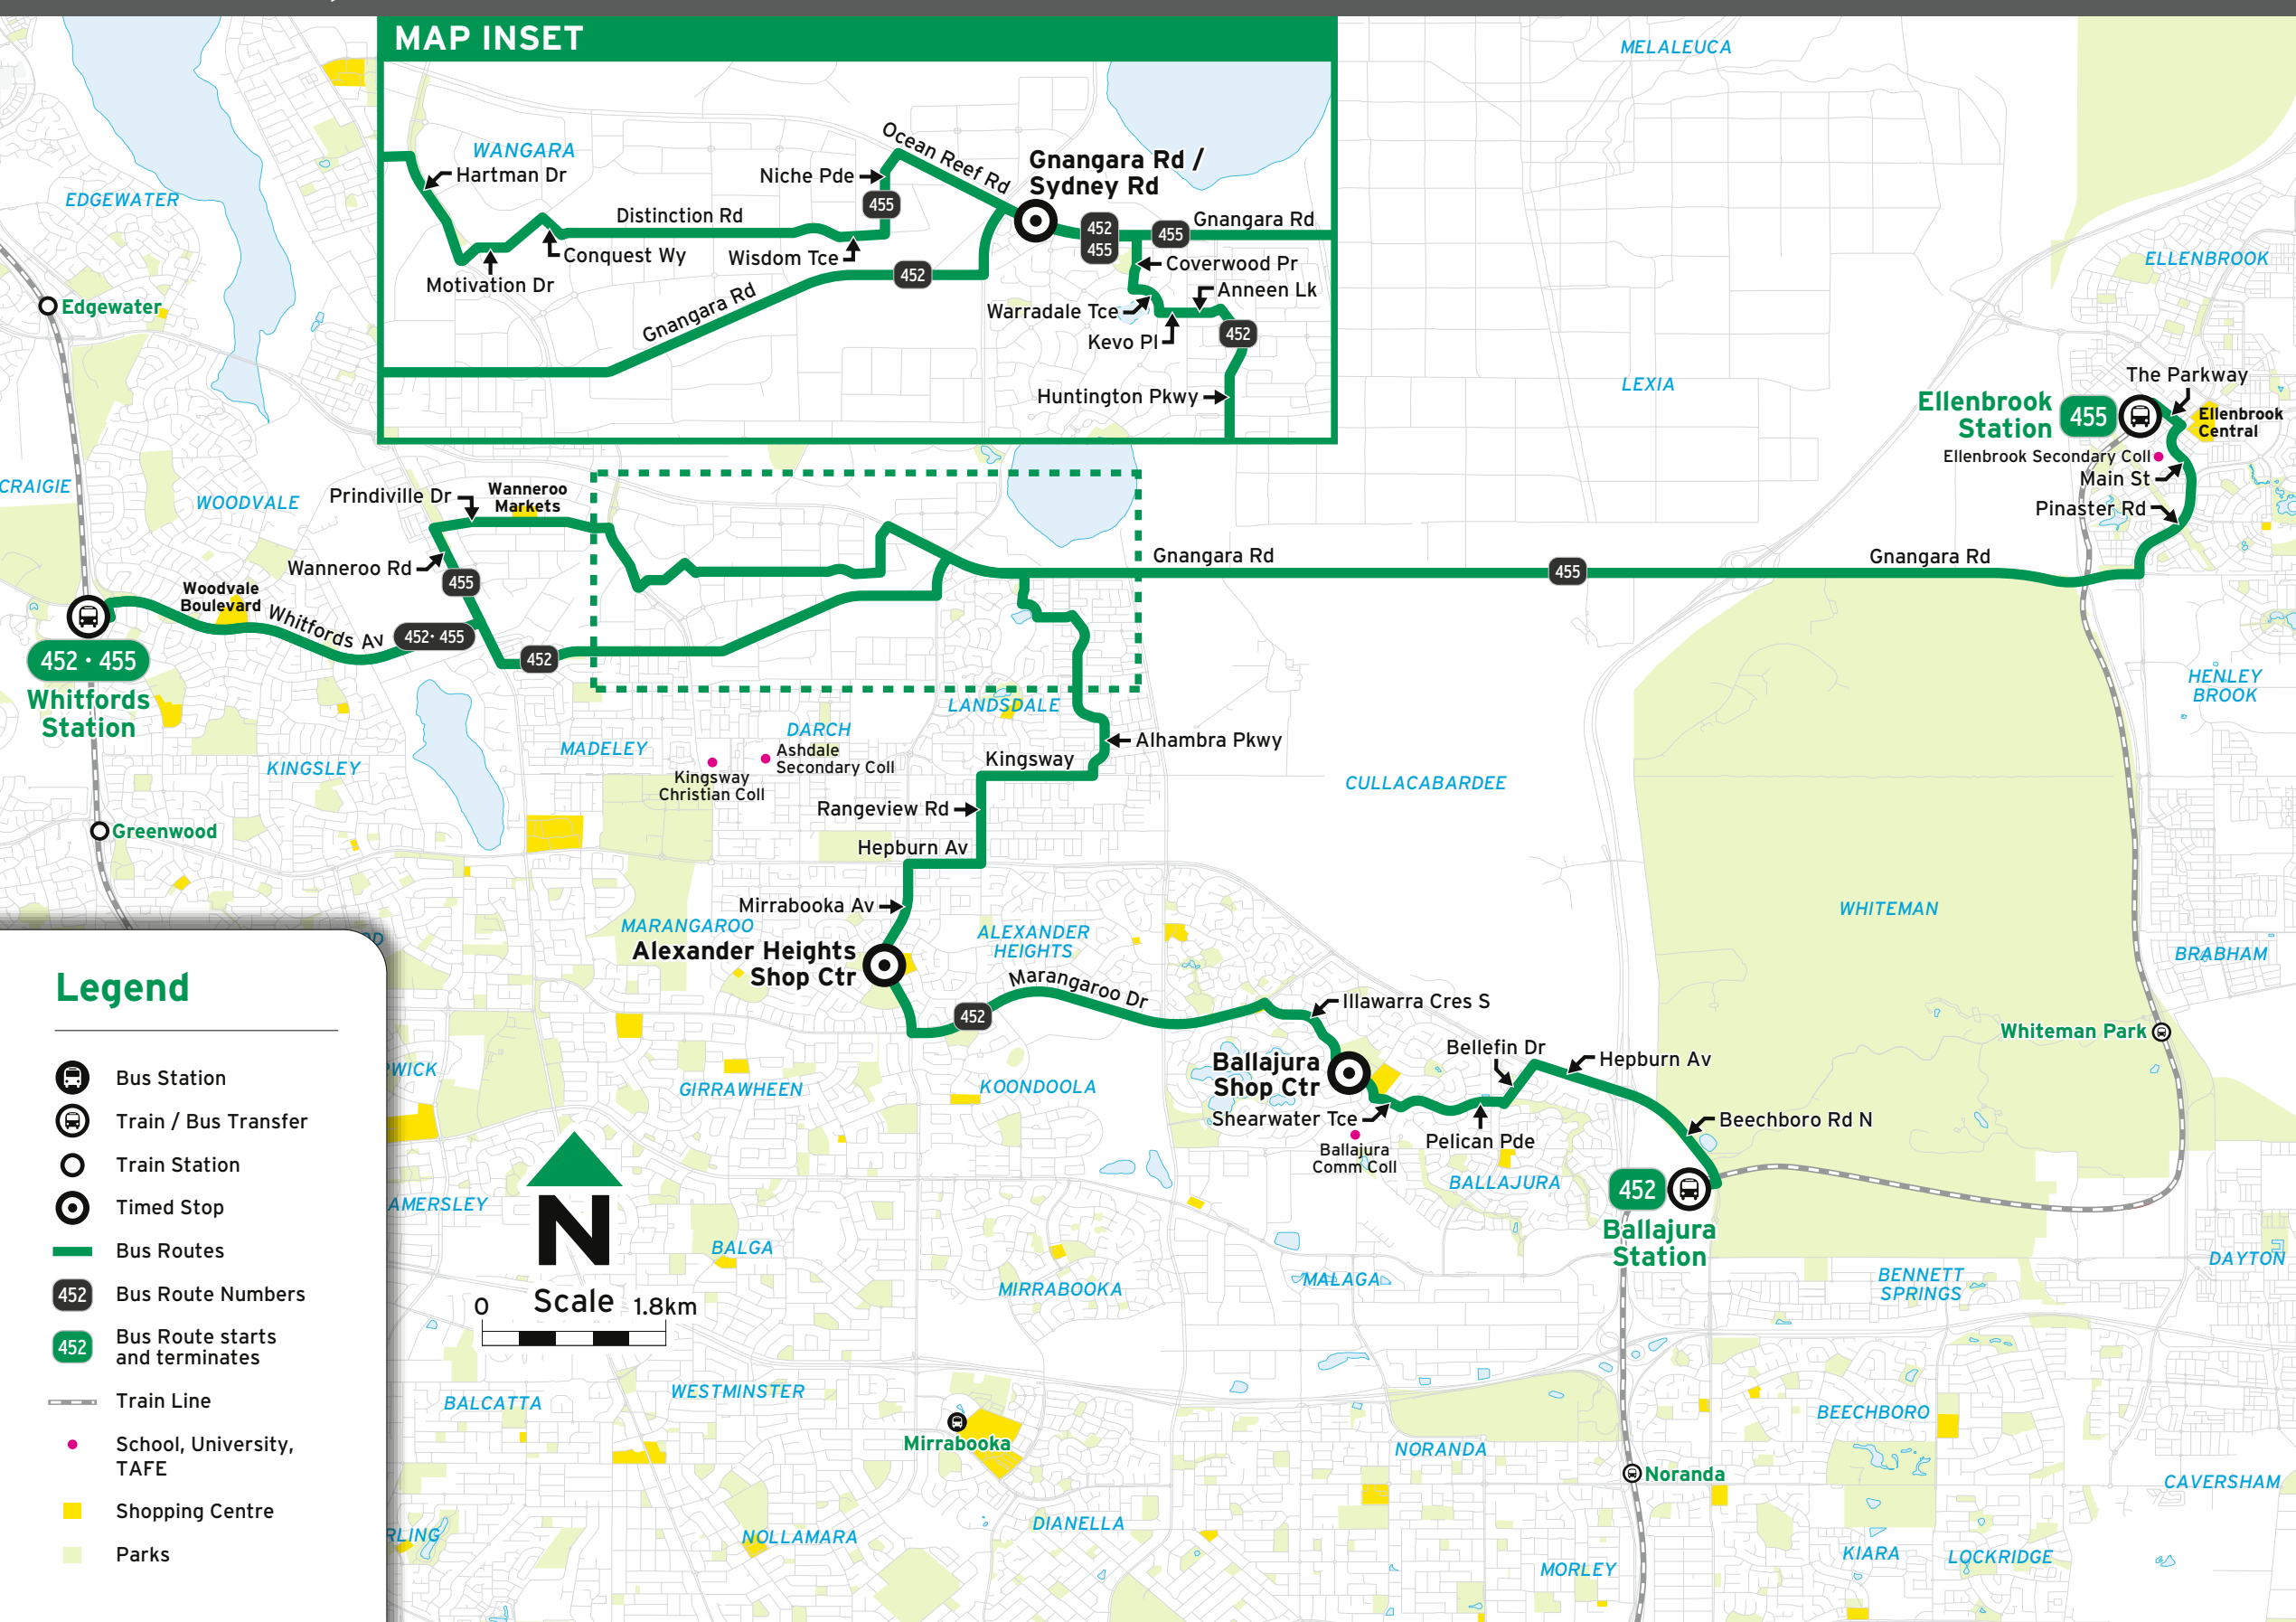 MAP INSET
WANGARA
Hartman Dr
Motivation Dr
Conquest Wy
Distinction Rd
Wisdom Tce
Niche Pde
455
Ocean Reef Rd
Gnangara Rd /
Sydney Rd
452
455
455
Gnangara Rd
Coverwood Pr
Anneen Lk
Warradale Tce
Kevo Pl
452
Huntington Pkwy
Gnangara Rd
452
MELALEUCA
EDGEWATER
Edgewater
ELLENBROOK
LEXIA
The Parkway
Ellenbrook
Station
455
Ellenbrook
Central
Ellenbrook Secondary Coll
Main St
Pinaster Rd
CRAIGIE
WOODVALE
Prindiville Dr
Wanneroo
Markets
Wanneroo Rd
455
Woodvale
Boulevard
Whitfords Av
452 · 455
452
452 · 455
Whitfords
Station
Gnangara Rd
455
Gnangara Rd
HENLEY
BROOK
LANDSDALE
DARCH
MADELEY
Ashdale
Secondary Coll
Kingsway
Christian Coll
Alhambra Pkwy
Kingsway
KINGSLEY
CULLACABARDEE
Rangeview Rd
Greenwood
Hepburn Av
Mirrabooka Av
MARANGAROO
Alexander Heights
Shop Ctr
ALEXANDER
HEIGHTS
WHITEMAN
BRABHAM
Marangaroo Dr
452
Illawarra Cres S
Whiteman Park
Ballajura
Shop Ctr
Bellefin Dr
Hepburn Av
GIRRAWHEEN
KOONDOOLA
Shearwater Tce
Pelican Pde
Beechboro Rd N
Ballajura
Comm Coll
BALLAJURA
452
Ballajura
Station
RD
WICK
AMERSLEY
N
Scale
0
1.8km
BALGA
MIRRABOOKA
MALAGA
BENNETT
SPRINGS
DAYTON
BALCATTA
WESTMINSTER
Mirrabooka
NORANDA
Noranda
BEECHBORO
CAVERSHAM
RLING
NOLLAMARA
DIANELLA
MORLEY
KIARA
LOCKRIDGE
Legend
Bus Station
Train / Bus Transfer
Train Station
Timed Stop
Bus Routes
452
Bus Route Numbers
452
Bus Route starts
and terminates
Train Line
School, University,
TAFE
Shopping Centre
Parks